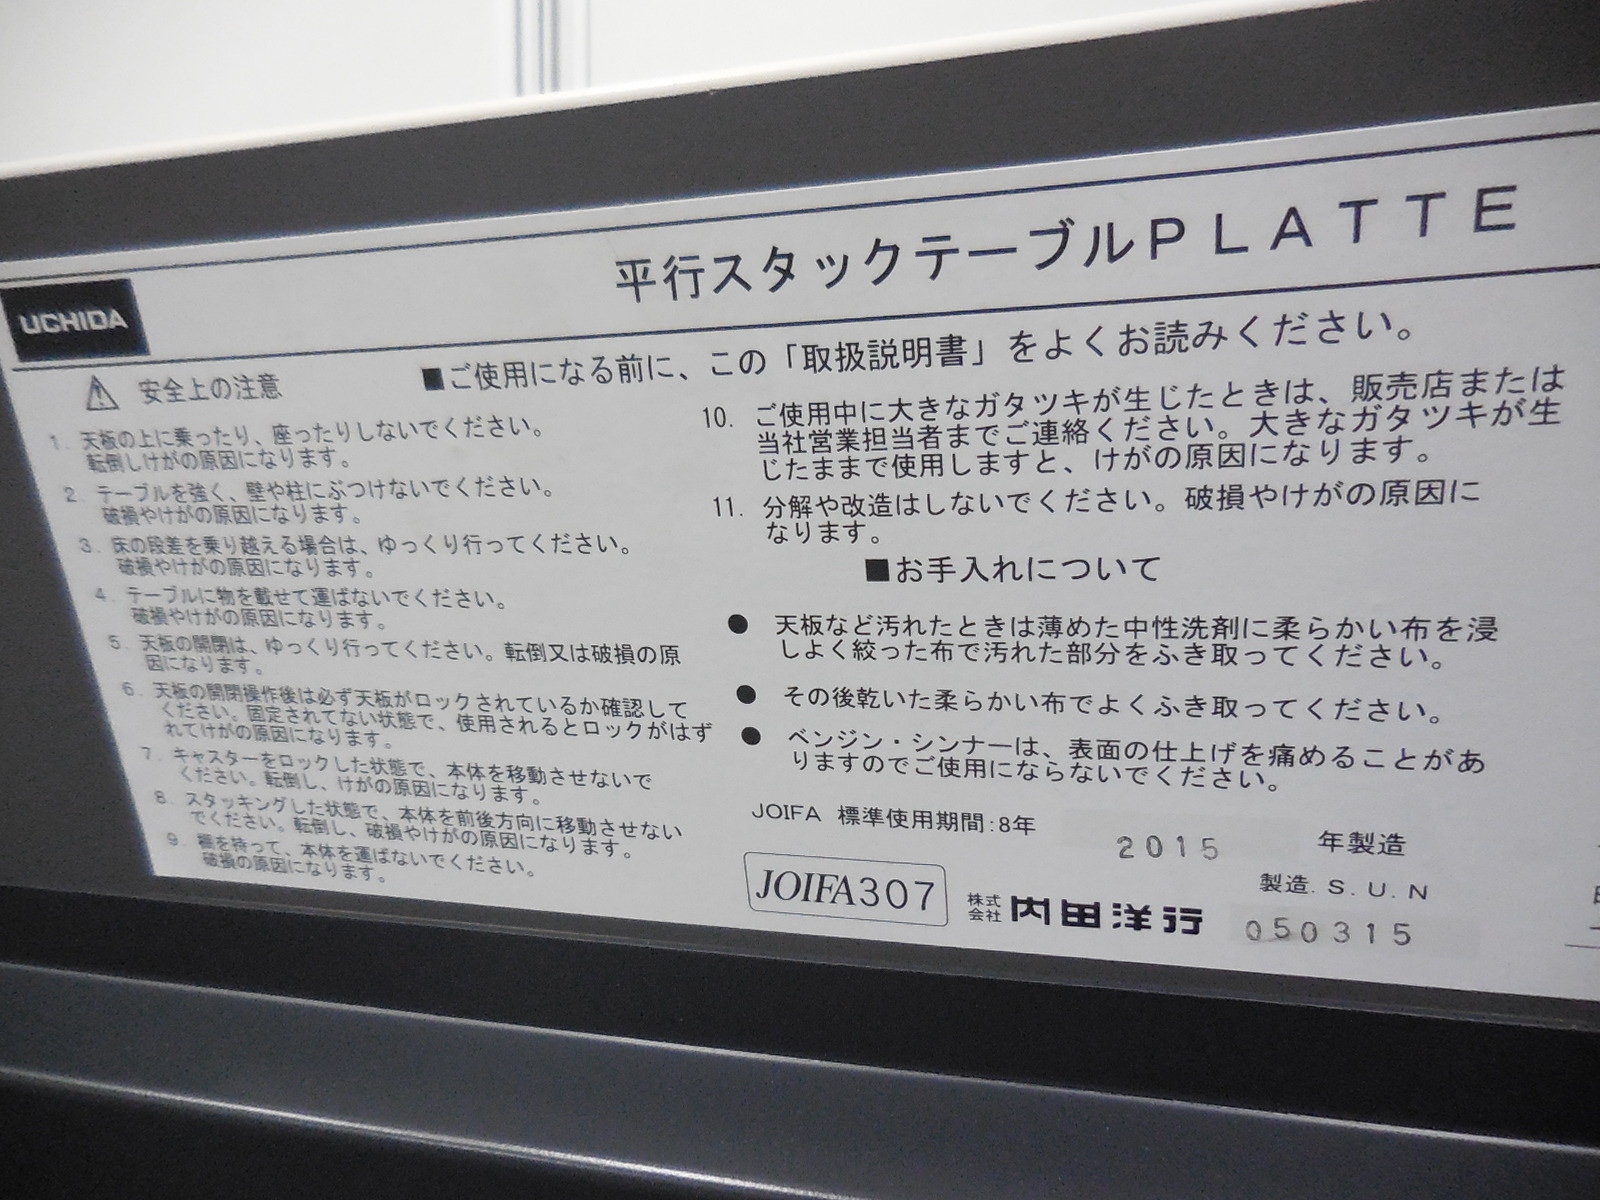 平行スタックテーブルPLATTE
UCHIDA
■ご使用になる前に、この「取扱説明書」をよくお読みください。
⚠ 安全上の注意
1. 天板の上に乗ったり、座ったりしないでください。
転倒しけがの原因になります。
2. テーブルを強く、壁や柱にぶつけないでください。
破損やけがの原因になります。
3. 床の段差を乗り越える場合は、ゆっくり行ってください。
破損やけがの原因になります。
4. テーブルに物を載せて運ばないでください。
破損やけがの原因になります。
5. 天板の開閉は、ゆっくり行ってください。転倒又は破損の原
因になります。
6. 天板の開閉操作後は必ず天板がロックされているか確認して
ください。固定されてない状態で、使用されるとロックがはず
れてけがの原因になります。
7. キャスターをロックした状態で、本体を移動させないで
ください。転倒し、けがの原因になります。
8. スタッキングした状態で、本体を前後方向に移動させない
でください。転倒し、破損やけがの原因になります。
9. 棚を持って、本体を運ばないでください。
破損の原因になります。
10. ご使用中に大きなガタツキが生じたときは、販売店または
当社営業担当者までご連絡ください。大きなガタツキが生
じたままで使用しますと、けがの原因になります。
11. 分解や改造はしないでください。破損やけがの原因に
なります。
■お手入れについて
● 天板など汚れたときは薄めた中性洗剤に柔らかい布を浸
しよく絞った布で汚れた部分をふき取ってください。
● その後乾いた柔らかい布でよくふき取ってください。
● ベンジン・シンナーは、表面の仕上げを痛めることがあ
りますのでご使用にならないでください。
JOIFA 標準使用期間:8年
2015 年製造
製造.S.U.N
JOIFA307
株式会社 内田洋行
050315